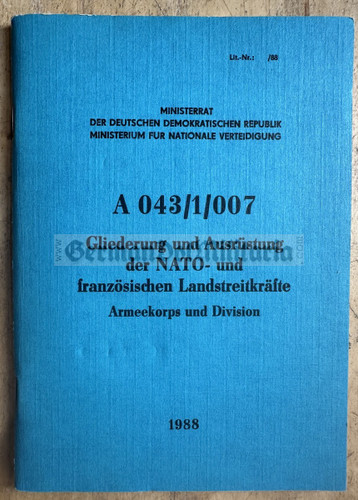 Lit.-Nr.: /88
MINISTERRAT
DER DEUTSCHEN DEMOKRATISCHEN REPUBLIK
MINISTERIUM FUR NATIONALE VERTEIDIGUNG
A 043/1/007
Gliederung und Ausrüstung
der NATO- und
französischen Landstreitkräfte
Armeekorps und Division
1988